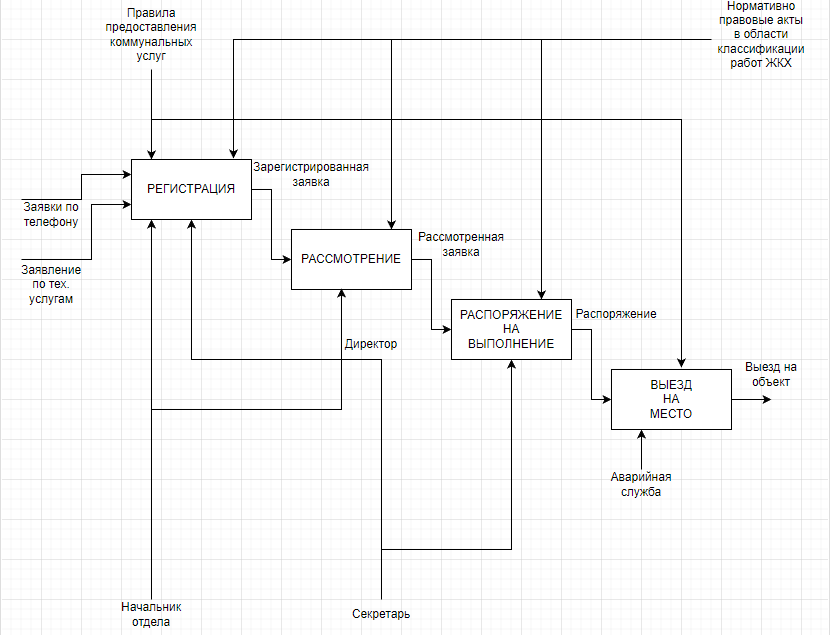 Правила
предоставления
коммунальных
услуг
Нормативно
правовые акты
в области
классификации
работ ЖКХ
Зарегистрированная
заявка
РЕГИСТРАЦИЯ
Заявки по
телефону
Рассмотренная
заявка
РАССМОТРЕНИЕ
Заявление
по тех.
услугам
Распоряжение
РАСПОРЯЖЕНИЕ
НА
ВЫПОЛНЕНИЕ
Директор
Выезд на
объект
ВЫЕЗД
НА
МЕСТО
Аварийная
служба
Начальник
отдела
Секретарь